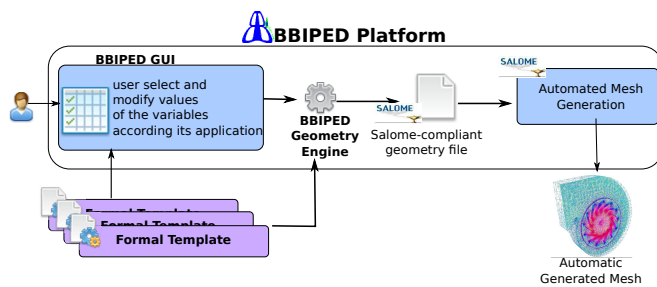 BBIPED Platform
BBIPED GUI
user select and
modify values
of the variables
according its application
BBIPED
Geometry
Engine
SALOME
Salome-compliant
geometry file
SALOME
Automated Mesh
Generation
Formal Template
Formal Template
Formal Template
Automatic
Generated Mesh